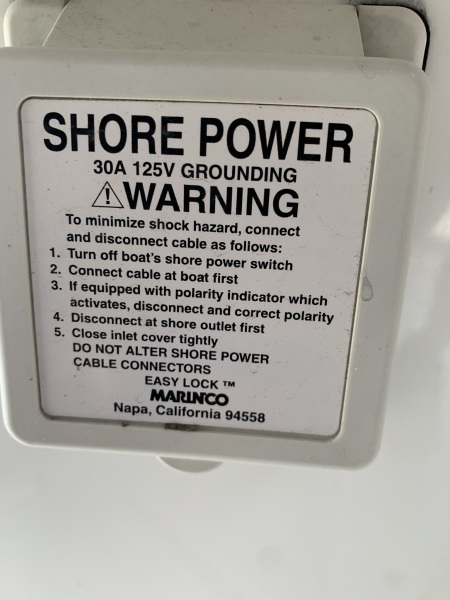 SHORE POWER
30A 125V GROUNDING
⚠WARNING
To minimize shock hazard, connect
and disconnect cable as follows:
1. Turn off boat's shore power switch
2. Connect cable at boat first
3. If equipped with polarity indicator which
activates, disconnect and correct polarity
4. Disconnect at shore outlet first
5. Close inlet cover tightly
DO NOT ALTER SHORE POWER
CABLE CONNECTORS
EASY LOCK ™
MARINCO
Napa, California 94558